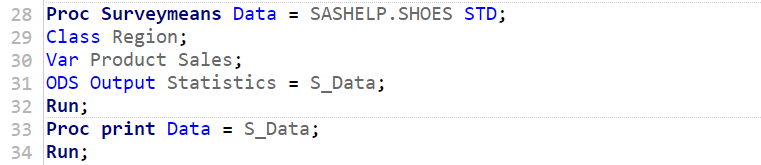 28 Proc Surveymeans Data = SASHELP.SHOES STD;
29 Class Region;
30 Var Product Sales;
31 ODS Output Statistics = S_Data;
32 Run;
33 Proc print Data = S_Data;
34 Run;